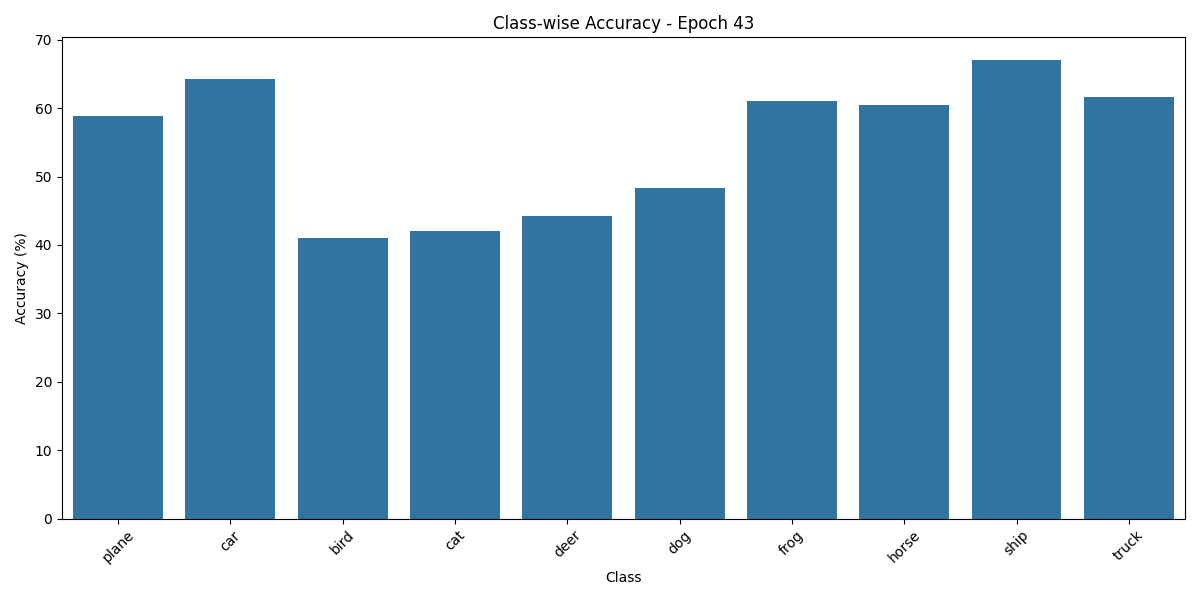 Class-wise Accuracy - Epoch 43
Accuracy (%)
70
60
50
40
30
20
10
0
plane
car
bird
cat
deer
dog
frog
horse
ship
truck
Class